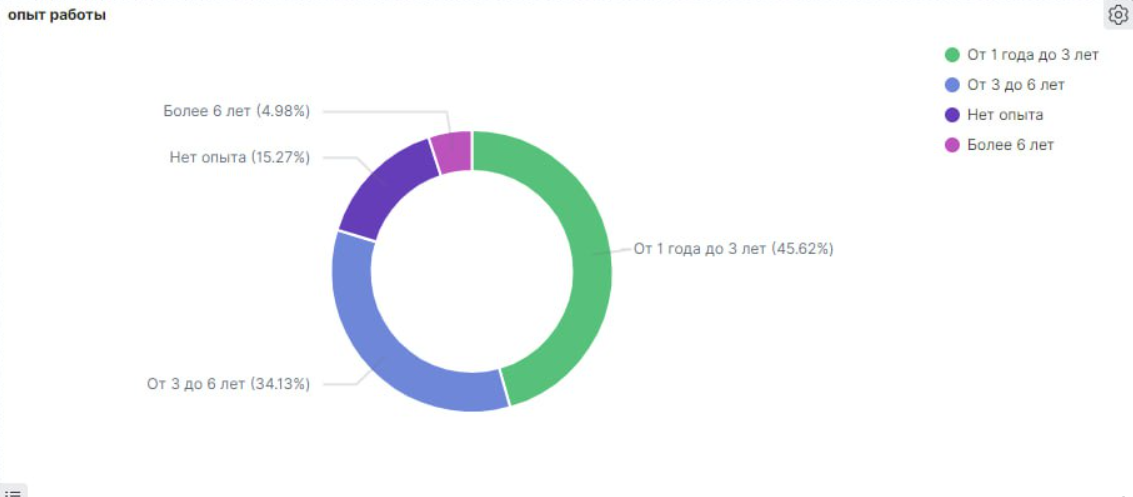 опыт работы
От 1 года до 3 лет
От 3 до 6 лет
Нет опыта
Более 6 лет
Более 6 лет (4.98%)
Нет опыта (15.27%)
От 1 года до 3 лет (45.62%)
От 3 до 6 лет (34.13%)